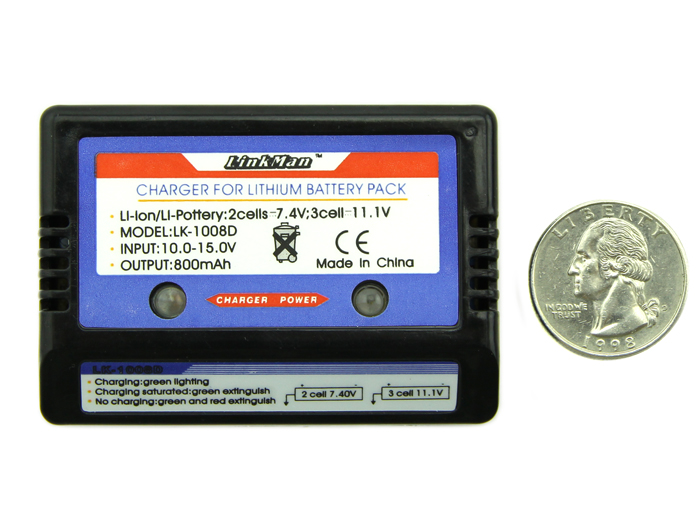 LinkMan™
CHARGER FOR LITHIUM BATTERY PACK
• LI-Ion/LI-Pottery:2cells-7.4V;3cell-11.1V
• MODEL:LK-1008D
• INPUT:10.0-15.0V
• OUTPUT:800mAh
CE
Made in China
CHARGER POWER
LK-1008D
• Charging:green lighting
• Charging saturated:green extinguish
• No charging:green and red extinguish
2 cell 7.40V
3 cell 11.1V
LIBERTY
IN GOD WE
TRUST
1998